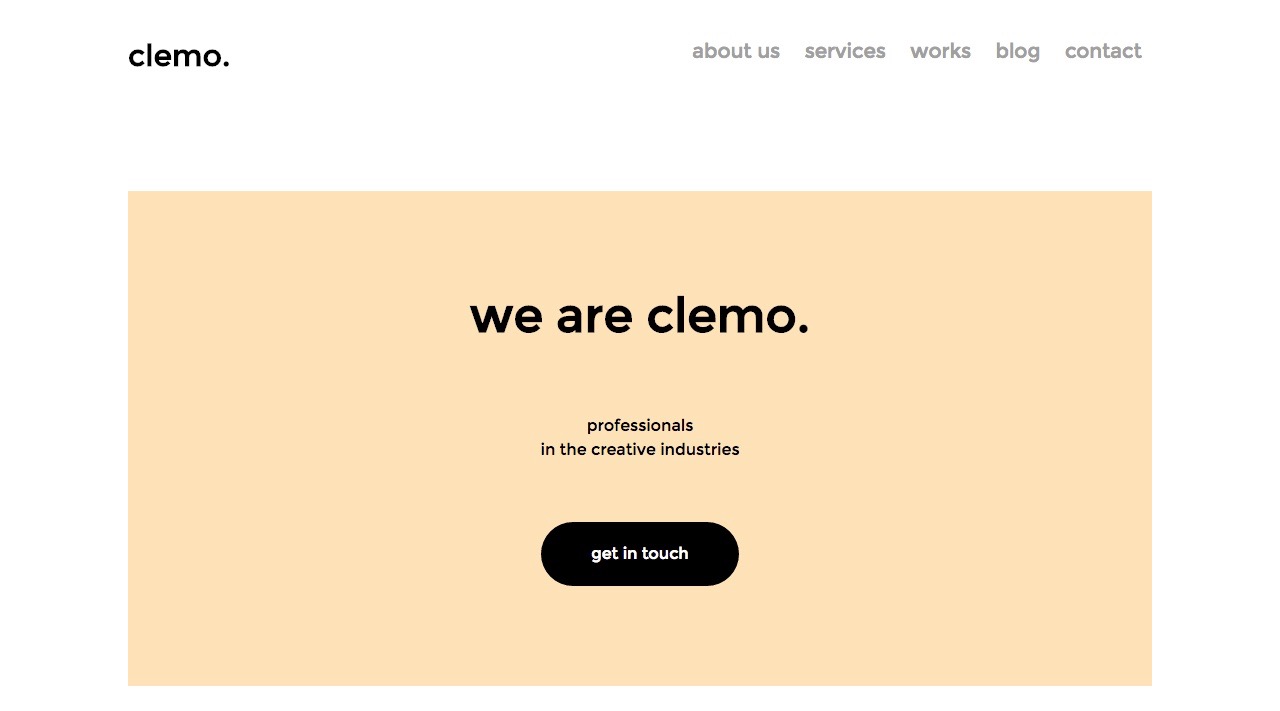 clemo.
about us services works blog contact
we are clemo.
professionals
in the creative industries
get in touch